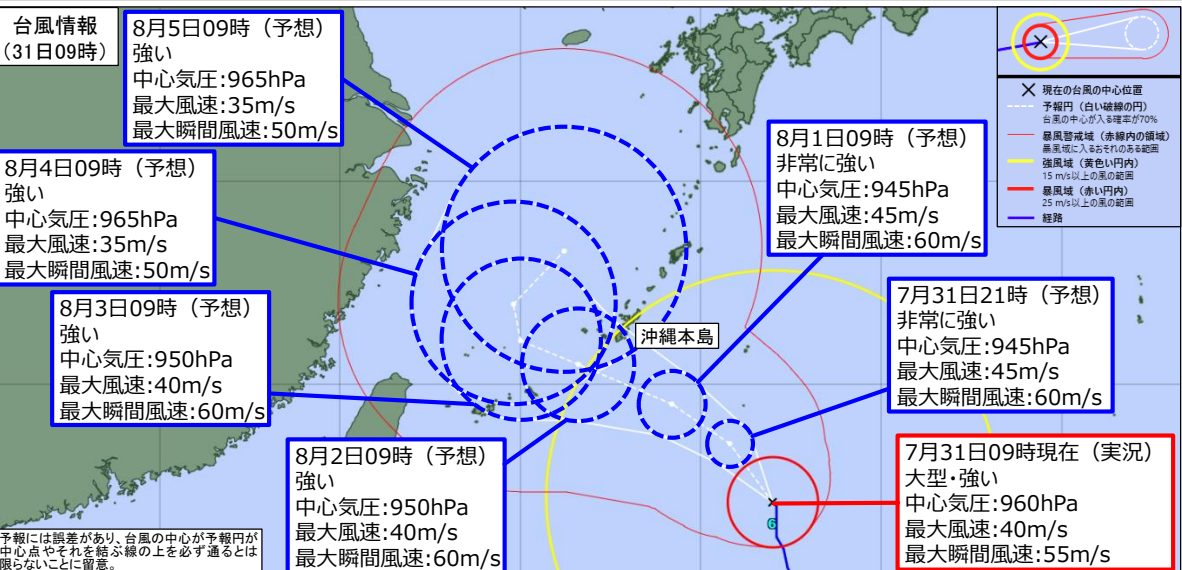 台風情報
(31日09時)
8月5日09時（予想）
強い
中心気圧:965hPa
最大風速:35m/s
最大瞬間風速:50m/s
8月4日09時（予想）
強い
中心気圧:965hPa
最大風速:35m/s
最大瞬間風速:50m/s
8月3日09時（予想）
強い
中心気圧:950hPa
最大風速:40m/s
最大瞬間風速:60m/s
8月2日09時（予想）
強い
中心気圧:950hPa
最大風速:40m/s
最大瞬間風速:60m/s
8月1日09時（予想）
非常に強い
中心気圧:945hPa
最大風速:45m/s
最大瞬間風速:60m/s
7月31日21時（予想）
非常に強い
中心気圧:945hPa
最大風速:45m/s
最大瞬間風速:60m/s
7月31日09時現在（実況）
大型・強い
中心気圧:960hPa
最大風速:40m/s
最大瞬間風速:55m/s
沖縄本島
6
現在の台風の中心位置
予報円（白い破線の円）
台風の中心が入る確率が70%
暴風警戒域（赤線内の領域）
暴風域に入るおそれのある範囲
強風域（黄色い円内）
15 m/s以上の風の範囲
暴風域（赤い円内）
25 m/s以上の風の範囲
経路
予報には誤差があり、台風の中心が予報円が
中心点やそれを結ぶ線の上を必ず通るとは
限らないことに留意。